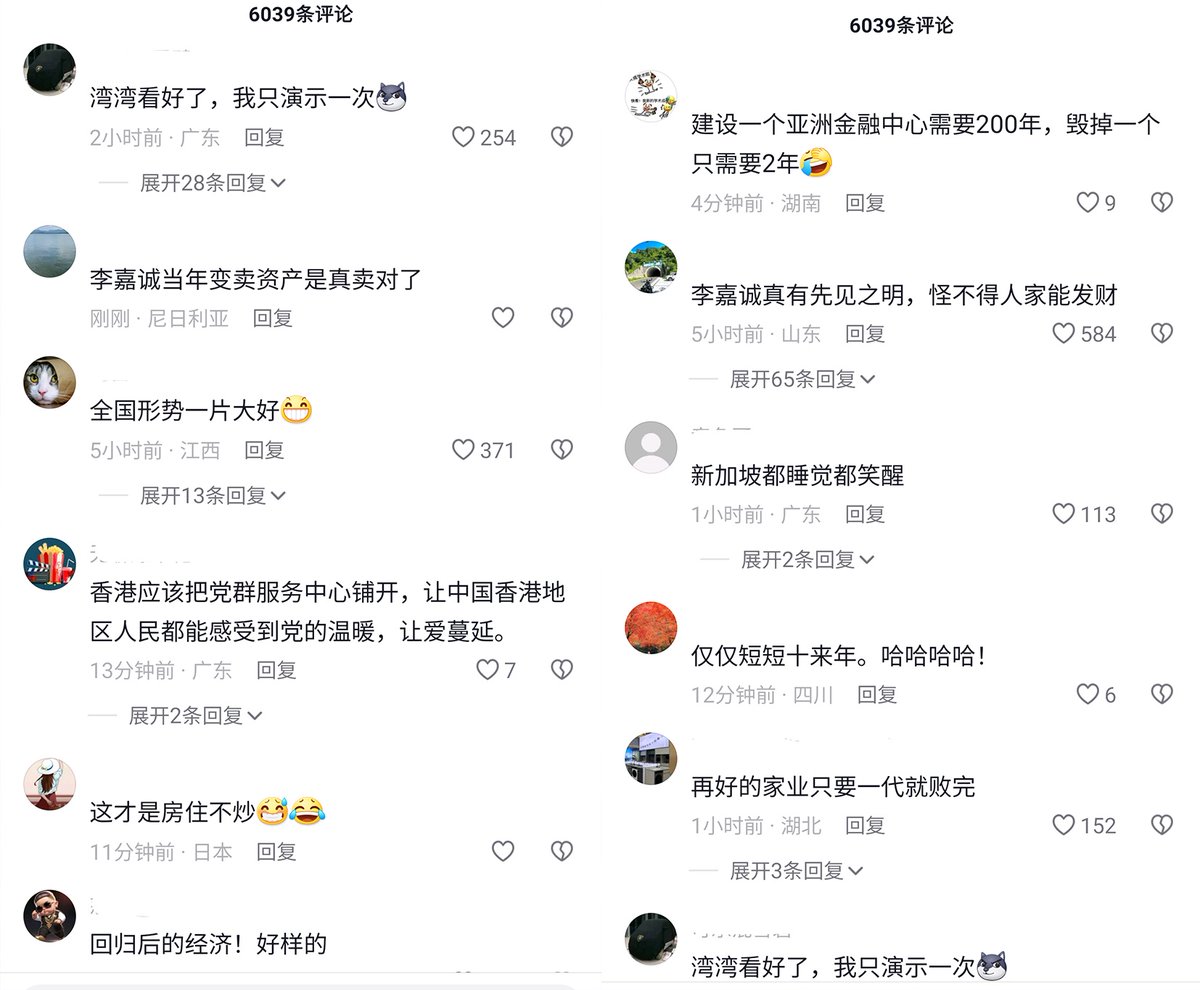 6039条评论
湾湾看好了，我只演示一次
2小时前 · 广东 回复
254
展开28条回复
李嘉诚当年变卖资产是真卖对了
刚刚 · 尼日利亚 回复
全国形势一片大好😁
5小时前 · 江西 回复
371
展开13条回复
香港应该把党群服务中心铺开，让中国香港地
区人民都能感受到党的温暖，让爱蔓延。
13分钟前 · 广东 回复
7
展开2条回复
这才是房住不炒😅😂
11分钟前 · 日本 回复
回归后的经济！好样的
6039条评论
建设一个亚洲金融中心需要200年，毁掉一个
只需要2年🤣
4分钟前 · 湖南 回复
9
李嘉诚真有先见之明，怪不得人家能发财
5小时前 · 山东 回复
584
展开65条回复
新加坡都睡觉都笑醒
1小时前 · 广东 回复
113
展开2条回复
仅仅短短十来年。哈哈哈哈！
12分钟前 · 四川 回复
6
再好的家业只要一代就败完
1小时前 · 湖北 回复
152
展开3条回复
湾湾看好了，我只演示一次